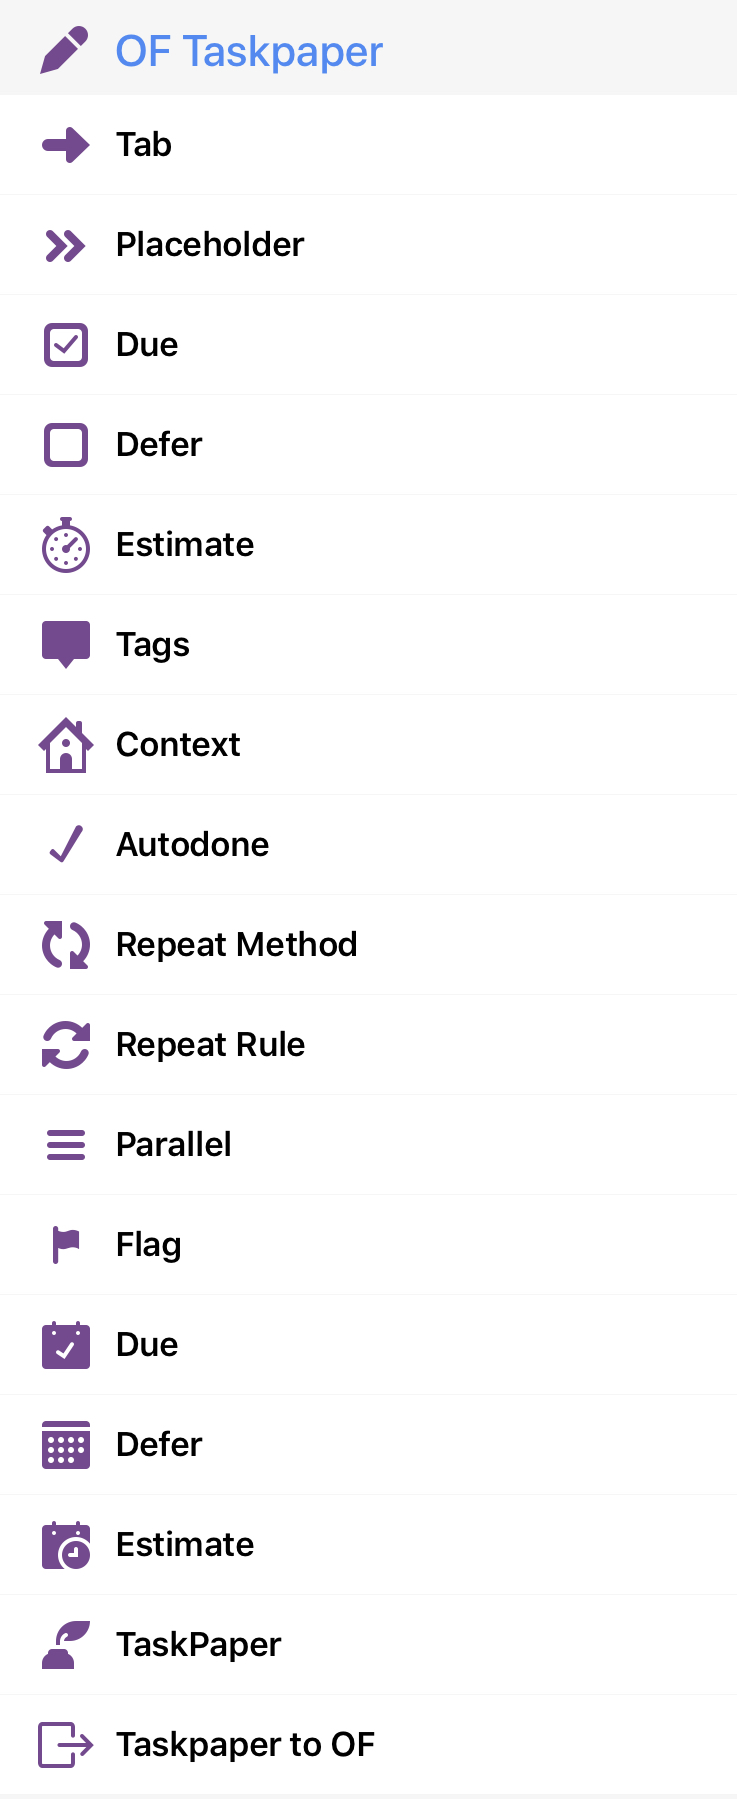 OF Taskpaper
Tab
Placeholder
Due
Defer
Estimate
Tags
Context
Autodone
Repeat Method
Repeat Rule
Parallel
Flag
Due
Defer
Estimate
TaskPaper
Taskpaper to OF